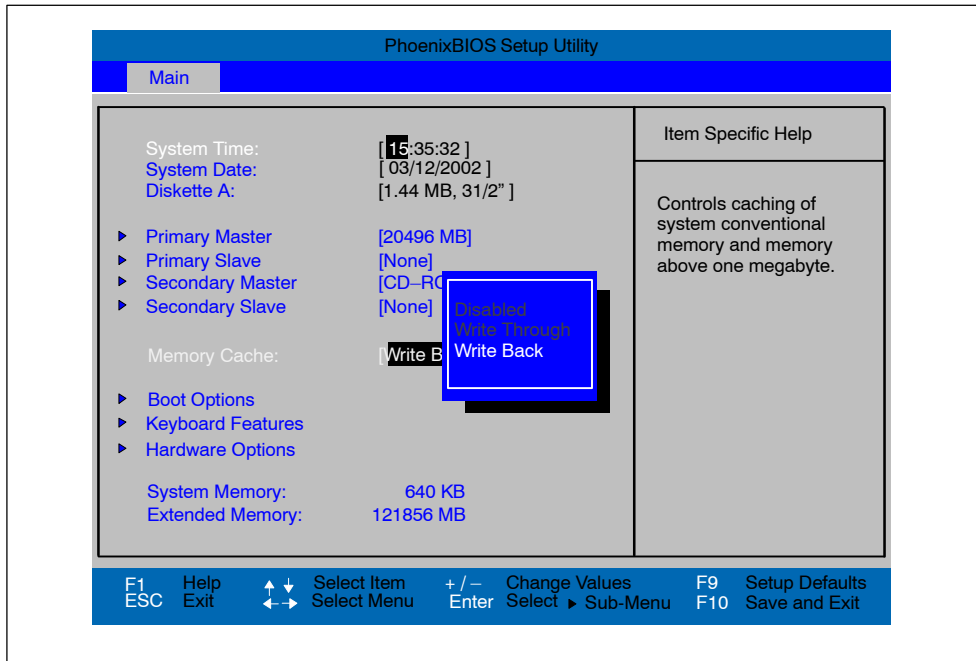 PhoenixBIOS Setup Utility
Main
System Time: [ 15:35:32 ]
System Date: [ 03/12/2002 ]
Diskette A: [1.44 MB, 31/2” ]
Primary Master [20496 MB]
Primary Slave [None]
Secondary Master [CD–RO
Secondary Slave [None]
Memory Cache: [Write B
Disabled
Write Through
Write Back
Boot Options
Keyboard Features
Hardware Options
System Memory: 640 KB
Extended Memory: 121856 MB
Item Specific Help
Controls caching of
system conventional
memory and memory
above one megabyte.
F1 Help Select Item + / – Change Values F9 Setup Defaults
ESC Exit Select Menu Enter Select Sub-Menu F10 Save and Exit